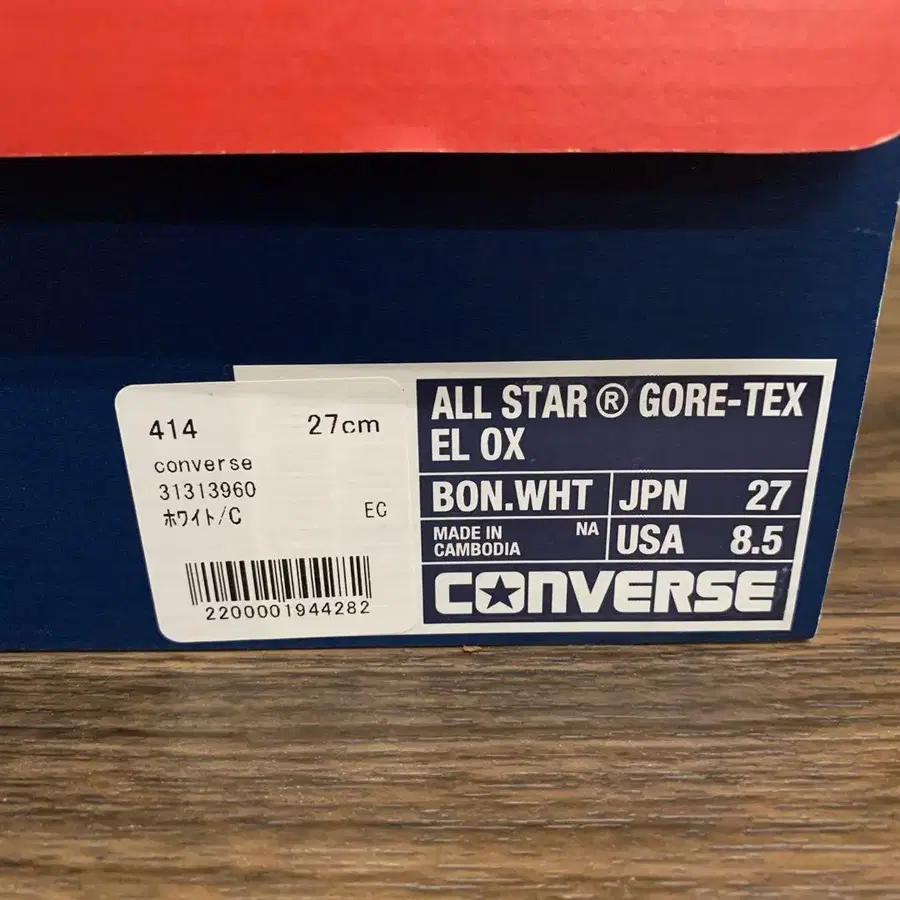 414 27cm
converse
31313960
ホワイト/C EC
2200001944282
ALL STAR ® GORE-TEX
EL OX
BON.WHT JPN 27
MADE IN CAMBODIA NA USA 8.5
CONVERSE